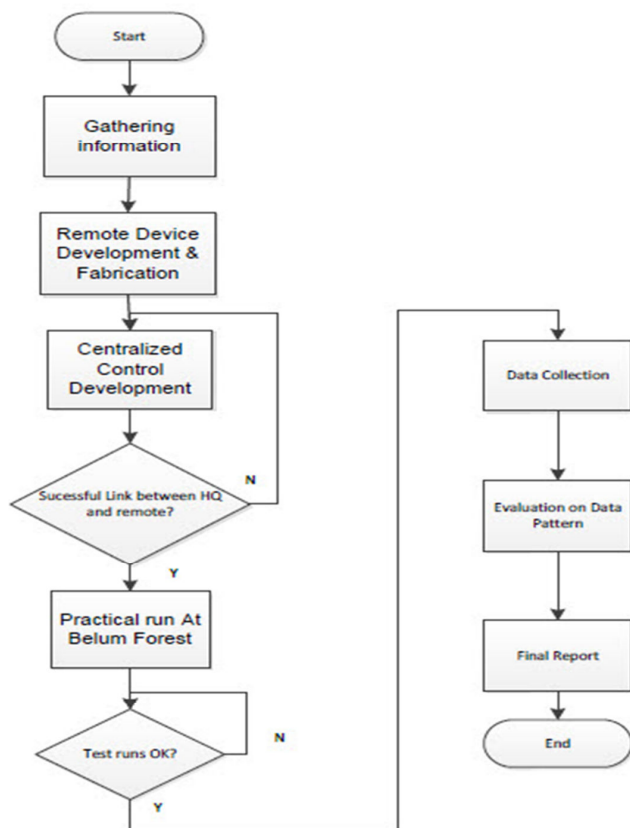 Start
Gathering
information
Remote Device
Development &
Fabrication
Centralized
Control
Development
Sucessful Link between HQ
and remote?
N
Y
Practical run At
Belum Forest
Test runs OK?
N
Y
Data Collection
Evaluation on Data
Pattern
Final Report
End